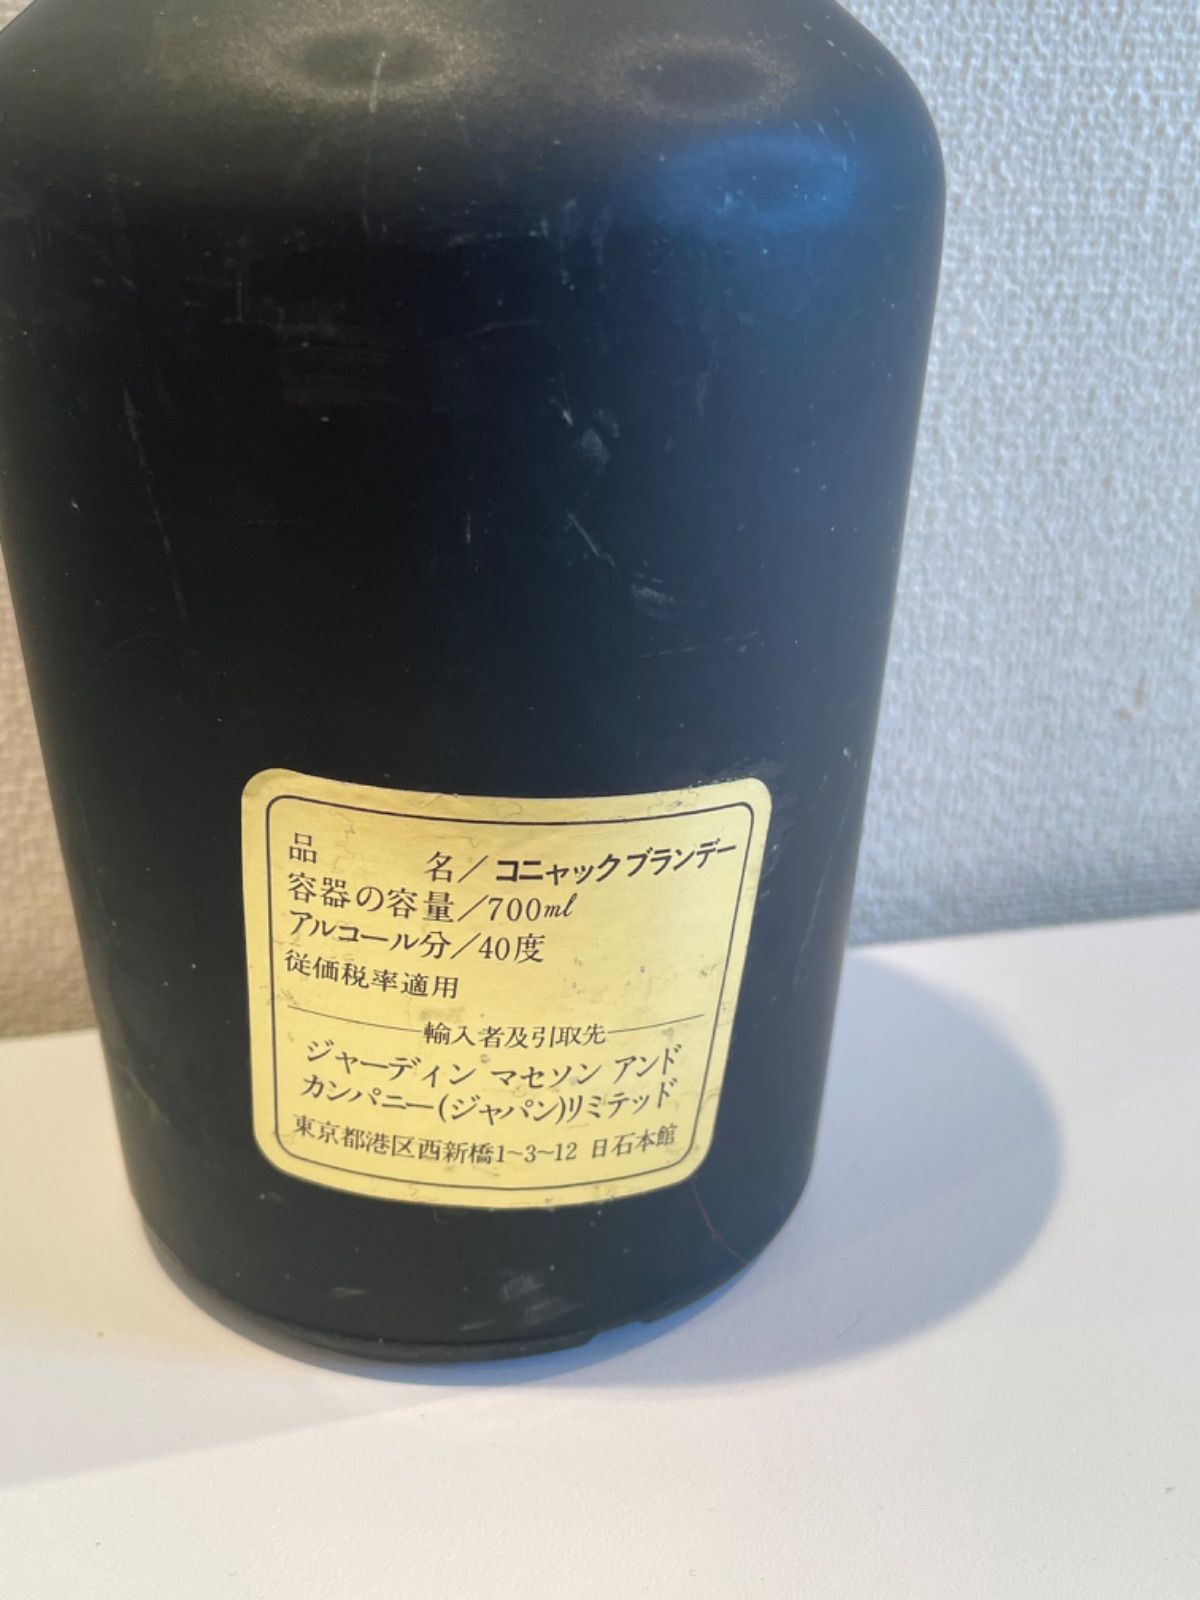 品　　　名／コニャックブランデー
容器の容量／700ml
アルコール分／40度
従価税率適用
輸入者及引取先
ジャーディン マセソン アンド
カンパニー(ジャパン)リミテッド
東京都港区西新橋1~3~12 日石本館